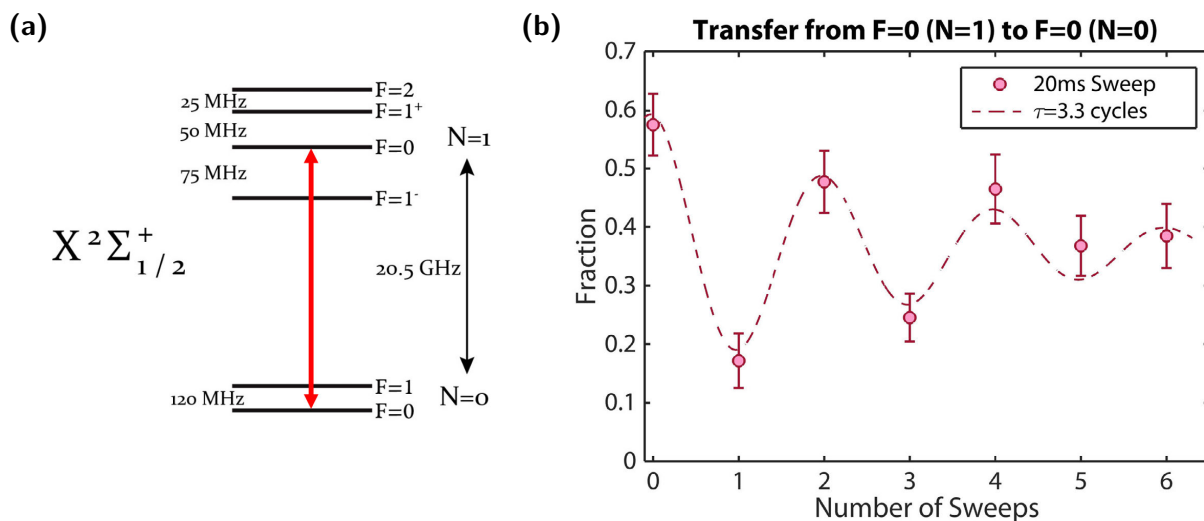 (a)
F=2
25 MHz
F=1⁺
50 MHz
F=0
N=1
75 MHz
F=1⁻
X ²Σ⁺₁/₂
20.5 GHz
F=1
120 MHz
N=0
F=0
(b)
Transfer from F=0 (N=1) to F=0 (N=0)
0.7
20ms Sweep
τ=3.3 cycles
0.6
0.5
0.4
Fraction
0.3
0.2
0.1
0
0 1 2 3 4 5 6
Number of Sweeps